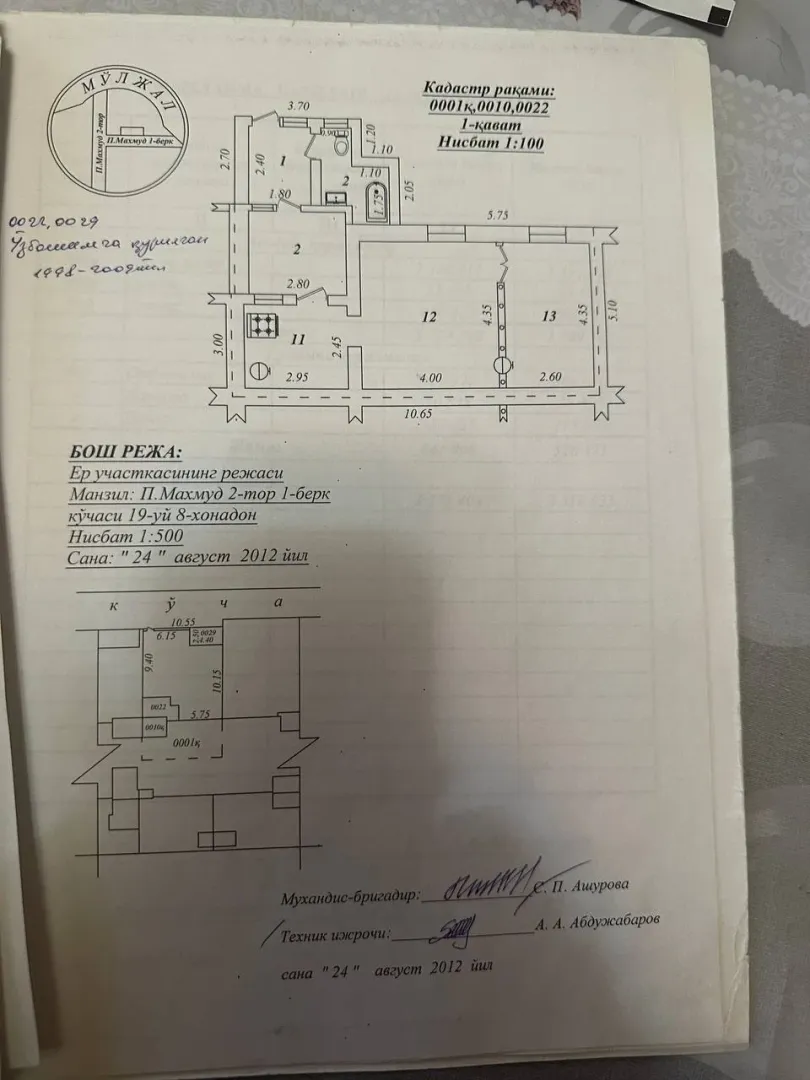 МЎЛЖАЛ
П.Махмуд 2-тор
П.Махмуд 1-берк
Кадастр рақами:
0001қ,0010,0022
1-қават
Нисбат 1:100
0022, 0029
Ўзбошимча қурилган
1998-2009йил
3.70
1.20
0.90
1.10
2.70
2.40
1
1.10
2
1.80
1.75
2.05
5.75
2
2.80
12
4.35
13
4.35
5.10
3.00
11
2.45
2.95
4.00
2.60
10.65
БОШ РЕЖА:
Ер участкасининг режаси
Манзил: П.Махмуд 2-тор 1-берк
кўчаси 19-уй 8-хонадон
Нисбат 1:500
Сана: " 24 " август 2012 йил
к ў ч а
10.55
6.15
0029
4.40
9.40
10.15
0022
5.75
0010қ
0001қ
Мухандис-бригадир: С. П. Ашурова
Техник ижрочи: А. А. Абдужабаров
сана " 24 " август 2012 йил